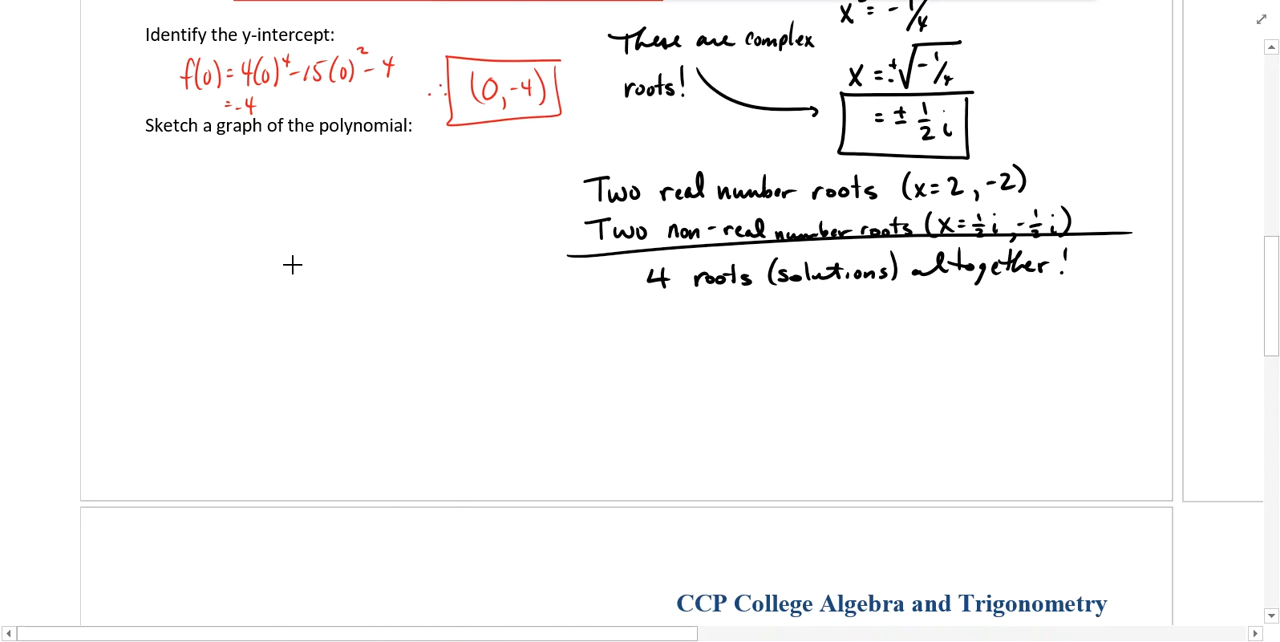 Identify the y-intercept:
f(0) = 4(0)⁴ - 15(0)² - 4
= -4
∴ (0, -4)
Sketch a graph of the polynomial:
x² = -1/4
There are complex
roots!
x = ±√-1/4
= ± 1/2 i
Two real number roots (x = 2, -2)
Two non-real number roots (x = 1/2 i, -1/2 i)
4 roots (solutions) altogether!
CCP College Algebra and Trigonometry